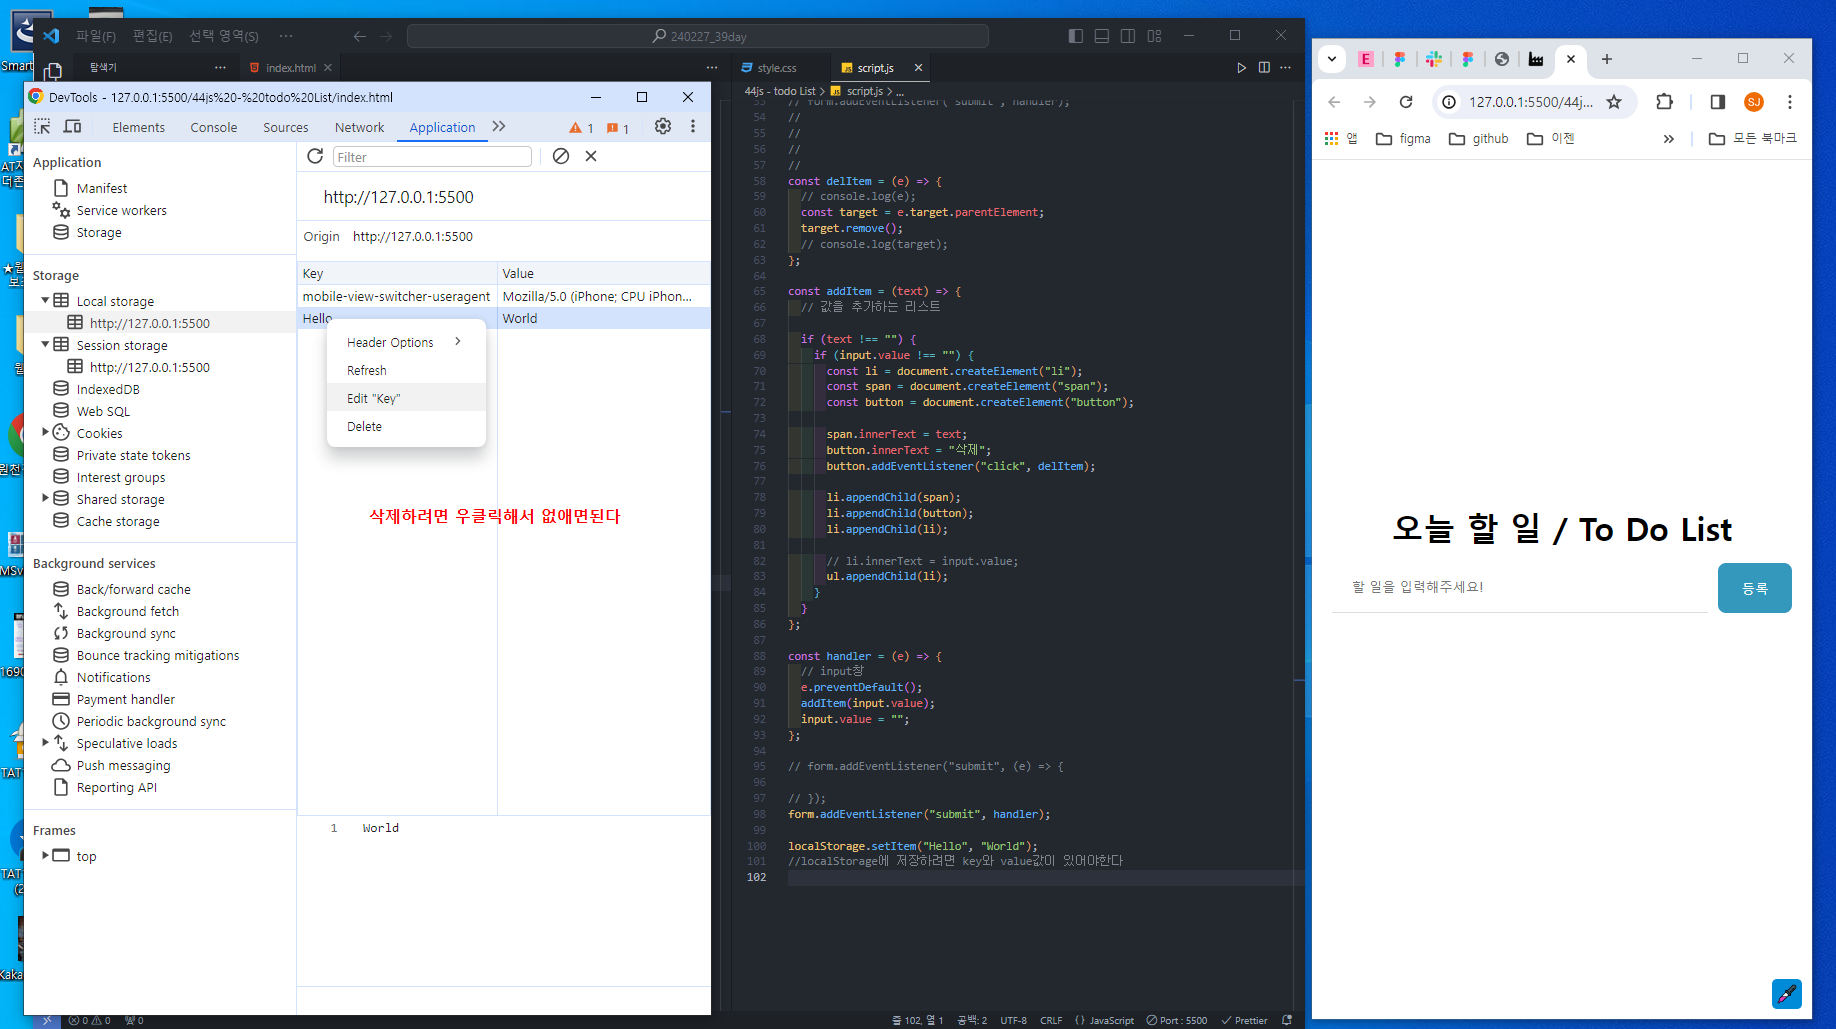 Smart
AT자
더존
보고
원천
MSv
1690
TAT
TAT
(2
Kaka
파일(F) 편집(E) 선택 영역(S) ···
240227_39day
탐색기 ···
index.html
···
style.css
script.js
44js - todo List > script.js > ...
DevTools - 127.0.0.1:5500/44js%20-%20todo%20List/index.html
Elements Console Sources Network Application 1 1
Application
Manifest
Service workers
Storage
Storage
Local storage
http://127.0.0.1:5500
Session storage
http://127.0.0.1:5500
IndexedDB
Web SQL
Cookies
Private state tokens
Interest groups
Shared storage
Cache storage
Background services
Back/forward cache
Background fetch
Background sync
Bounce tracking mitigations
Notifications
Payment handler
Periodic background sync
Speculative loads
Push messaging
Reporting API
Frames
top
Filter
http://127.0.0.1:5500
Origin http://127.0.0.1:5500
Key Value
mobile-view-switcher-useragent Mozilla/5.0 (iPhone; CPU iPhon...
Hello World
Header Options
Refresh
Edit "Key"
Delete
삭제하려면 우클릭해서 없애면된다
1 World
53 // form.addEventListener("submit", handler);
54 //
55 //
56 //
57 //
58 const delItem = (e) => {
59 // console.log(e);
60 const target = e.target.parentElement;
61 target.remove();
62 // console.log(target);
63 };
64
65 const addItem = (text) => {
66 // 값을 추가하는 리스트
67
68 if (text !== "") {
69 if (input.value !== "") {
70 const li = document.createElement("li");
71 const span = document.createElement("span");
72 const button = document.createElement("button");
73
74 span.innerText = text;
75 button.innerText = "삭제";
76 button.addEventListener("click", delItem);
77
78 li.appendChild(span);
79 li.appendChild(button);
80 li.appendChild(li);
81
82 // li.innerText = input.value;
83 ul.appendChild(li);
84 }
85 }
86 };
87
88 const handler = (e) => {
89 // input창
90 e.preventDefault();
91 addItem(input.value);
92 input.value = "";
93 };
94
95 // form.addEventListener("submit", (e) => {
96
97 // });
98 form.addEventListener("submit", handler);
99
100 localStorage.setItem("Hello", "World");
101 //localStorage에 저장하려면 key와 value값이 있어야한다
102
0 0 0
줄 102, 열 1 공백: 2 UTF-8 CRLF {} JavaScript Port : 5500 Prettier
127.0.0.1:5500/44j... SJ
앱 figma github 이젠 » 모든 북마크
오늘 할 일 / To Do List
할 일을 입력해주세요!
등록